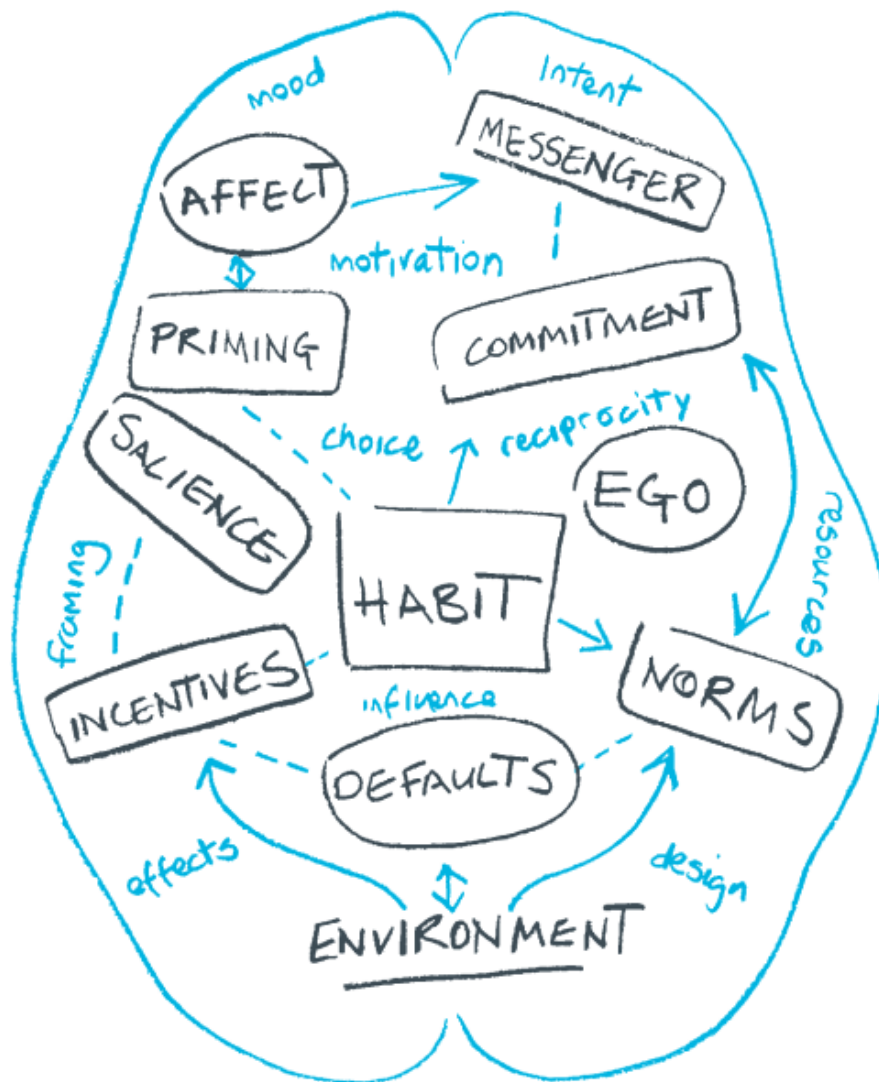 mood
Intent
AFFECT
MESSENGER
motivation
PRIMING
COMMITMENT
choice
reciprocity
SALIENCE
EGO
framing
HABIT
resources
INCENTIVES
NORMS
influence
DEFAULTS
effects
design
ENVIRONMENT